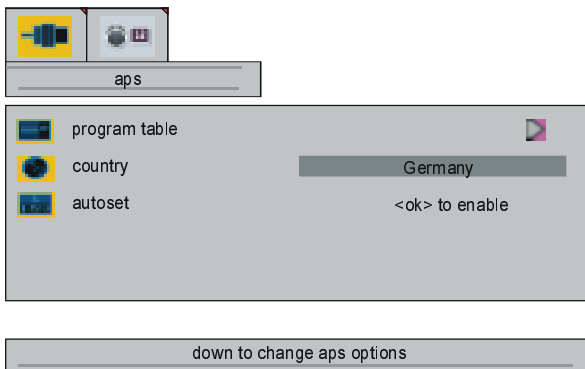 aps
program table
country Germany
autoset <ok> to enable
down to change aps options